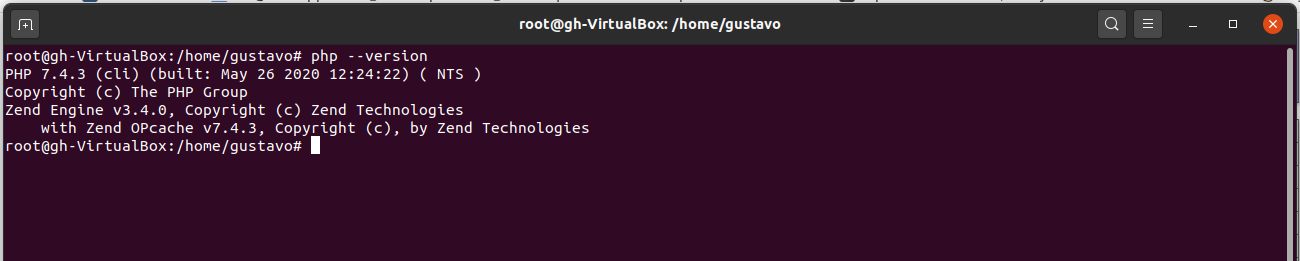 root@gh-VirtualBox: /home/gustavo
root@gh-VirtualBox:/home/gustavo# php --version
PHP 7.4.3 (cli) (built: May 26 2020 12:24:22) ( NTS )
Copyright (c) The PHP Group
Zend Engine v3.4.0, Copyright (c) Zend Technologies
    with Zend OPcache v7.4.3, Copyright (c), by Zend Technologies
root@gh-VirtualBox:/home/gustavo#